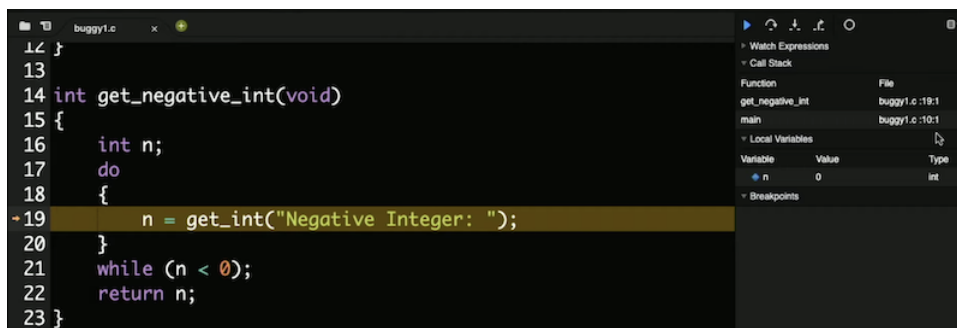 buggy1.c x
12 }
13
14 int get_negative_int(void)
15 {
16 int n;
17 do
18 {
19 n = get_int("Negative Integer: ");
20 }
21 while (n < 0);
22 return n;
23 }
Watch Expressions
Call Stack
Function File
get_negative_int buggy1.c :19:1
main buggy1.c :10:1
Local Variables
Variable Value Type
n 0 int
Breakpoints